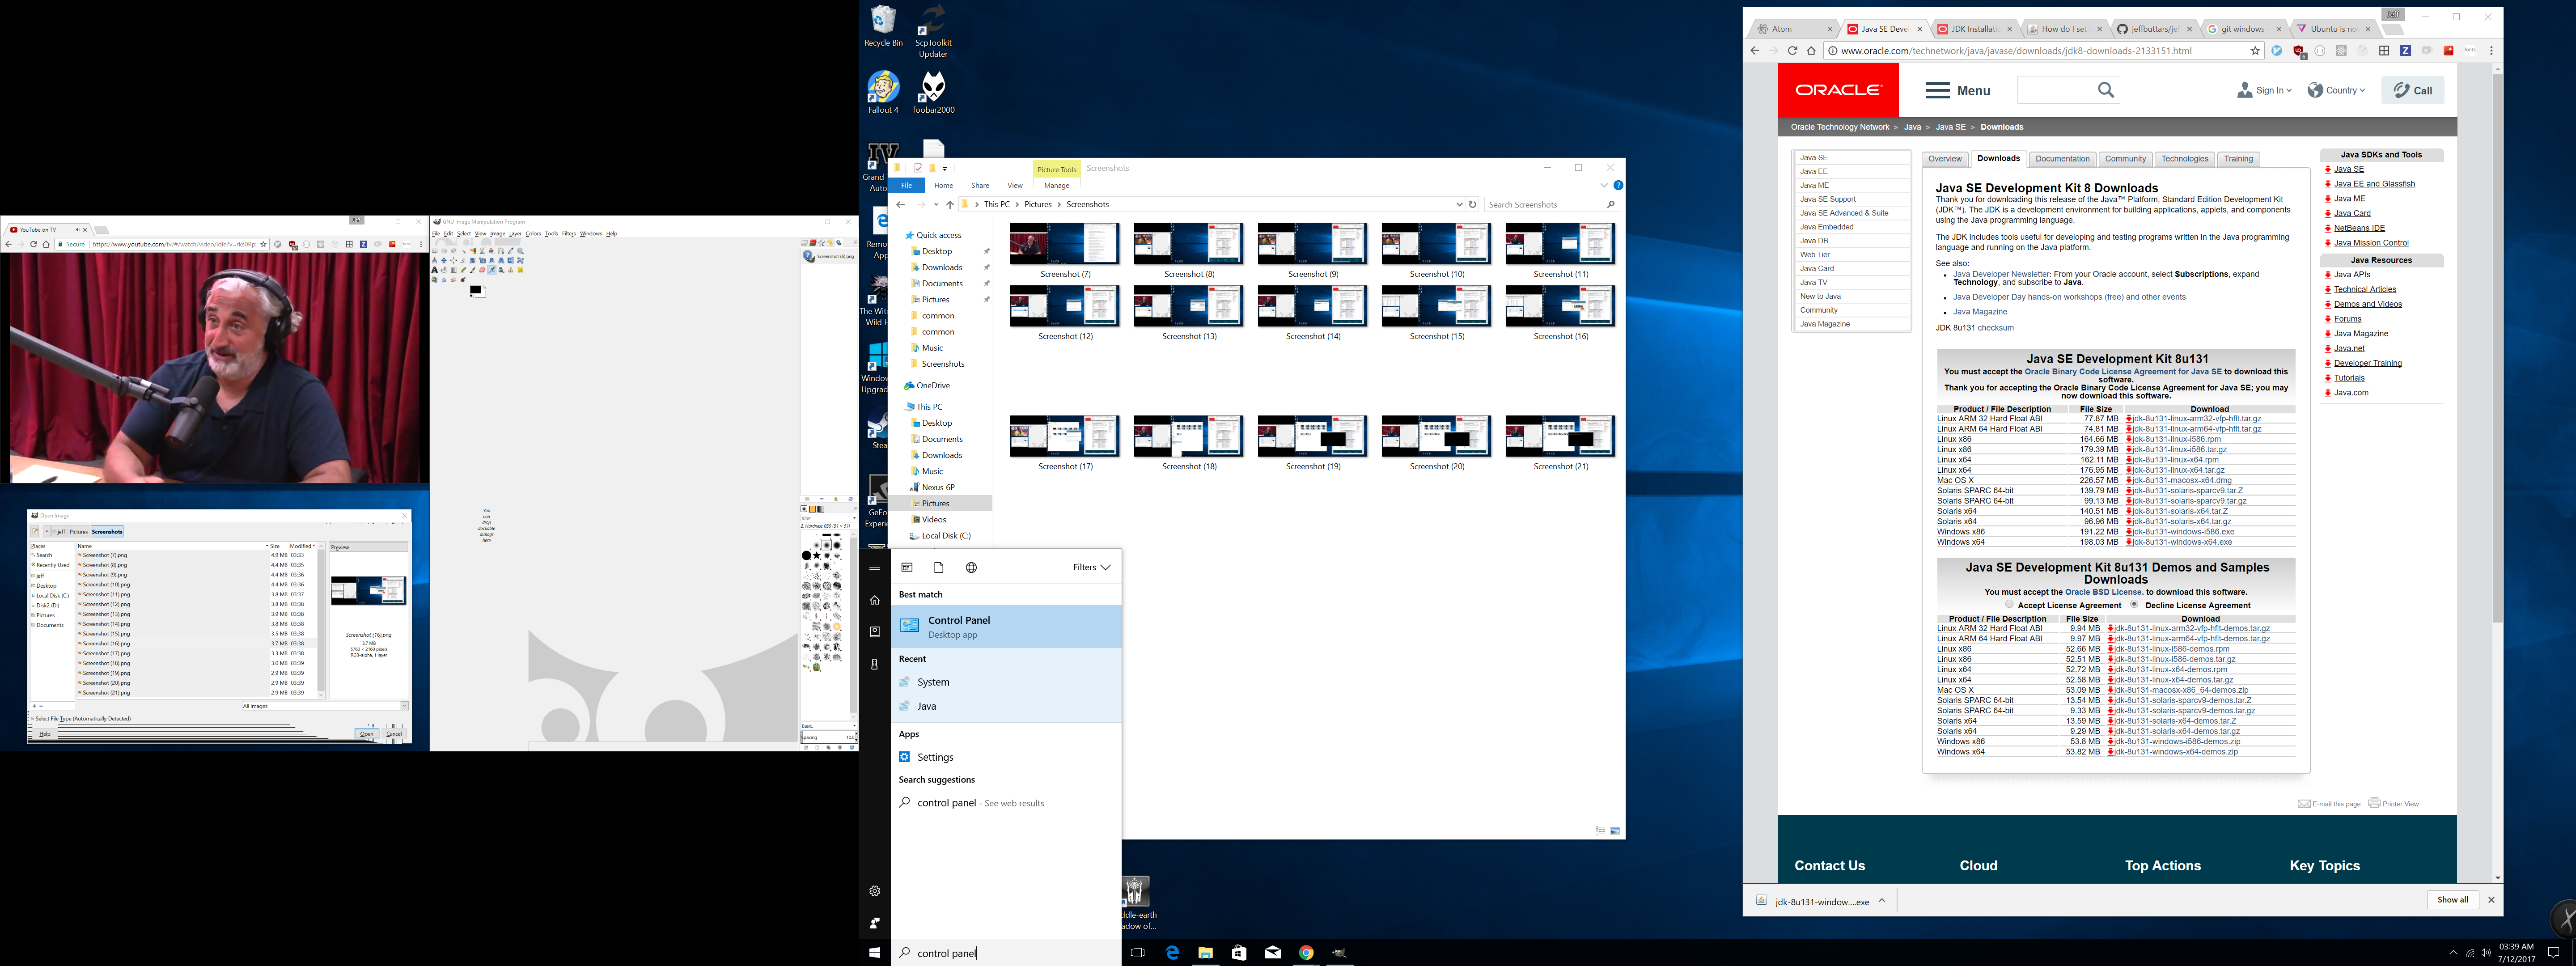 YouTube on TV
Secure
https://www.youtube.com/tv#/watch/video/idle?v=rks0Rp
GNU Image Manipulation Program
File Edit Select View Image Layer Colors Tools Filters Windows Help
You
can
drop
dockable
dialogs
here
Screenshot (6).png
2. Hardness 050 (51 × 51)
Basic,
Spacing 10.0
Open Image
jeff Pictures Screenshots
Places
Search
Recently Used
jeff
Desktop
Local Disk (C:)
Disk2 (D:)
Pictures
Documents
Name Size Modified
Screenshot (7).png 4.9 MB 03:33
Screenshot (8).png 4.4 MB 03:35
Screenshot (9).png 4.4 MB 03:36
Screenshot (10).png 4.4 MB 03:36
Screenshot (11).png 3.8 MB 03:37
Screenshot (12).png 3.8 MB 03:38
Screenshot (13).png 3.9 MB 03:38
Screenshot (14).png 3.8 MB 03:38
Screenshot (15).png 3.5 MB 03:38
Screenshot (16).png 3.7 MB 03:38
Screenshot (17).png 3.3 MB 03:38
Screenshot (18).png 3.0 MB 03:39
Screenshot (19).png 2.9 MB 03:39
Screenshot (20).png 2.9 MB 03:39
Screenshot (21).png 2.9 MB 03:39
Preview
Screenshot (16).png
3.7 MB
5760 × 2160 pixels
RGB-alpha, 1 layer
All images
Select File Type (Automatically Detected)
Help
Open
Cancel
Recycle Bin
ScpToolkit
Updater
Fallout 4
foobar2000
Picture Tools
Screenshots
File
Home
Share
View
Manage
This PC
Pictures
Screenshots
Search Screenshots
Quick access
Desktop
Downloads
Documents
Pictures
common
common
Music
Screenshots
OneDrive
This PC
Desktop
Documents
Downloads
Music
Nexus 6P
Pictures
Videos
Local Disk (C:)
Screenshot (7)
Screenshot (8)
Screenshot (9)
Screenshot (10)
Screenshot (11)
Screenshot (12)
Screenshot (13)
Screenshot (14)
Screenshot (15)
Screenshot (16)
Screenshot (17)
Screenshot (18)
Screenshot (19)
Screenshot (20)
Screenshot (21)
Filters
Best match
Control Panel
Desktop app
Recent
System
Java
Apps
Settings
Search suggestions
control panel - See web results
control panel
Jeff
Atom
Java SE Devel
JDK Installatio
How do I set
jeffbuttars/jef
git windows
Ubuntu is no
www.oracle.com/technetwork/java/javase/downloads/jdk8-downloads-2133151.html
ORACLE
Menu
Sign In
Country
Call
Oracle Technology Network > Java > Java SE > Downloads
Java SE
Java EE
Java ME
Java SE Support
Java SE Advanced & Suite
Java Embedded
Java DB
Web Tier
Java Card
Java TV
New to Java
Community
Java Magazine
Overview
Downloads
Documentation
Community
Technologies
Training
Java SE Development Kit 8 Downloads
Thank you for downloading this release of the Java™ Platform, Standard Edition Development Kit
(JDK™). The JDK is a development environment for building applications, applets, and components
using the Java programming language.
The JDK includes tools useful for developing and testing programs written in the Java programming
language and running on the Java platform.
See also:
Java Developer Newsletter: From your Oracle account, select Subscriptions, expand
Technology, and subscribe to Java.
Java Developer Day hands-on workshops (free) and other events
Java Magazine
JDK 8u131 checksum
Java SE Development Kit 8u131
You must accept the Oracle Binary Code License Agreement for Java SE to download this
software.
Thank you for accepting the Oracle Binary Code License Agreement for Java SE; you may
now download this software.
Product / File Description File Size Download
Linux ARM 32 Hard Float ABI 77.87 MB jdk-8u131-linux-arm32-vfp-hflt.tar.gz
Linux ARM 64 Hard Float ABI 74.81 MB jdk-8u131-linux-arm64-vfp-hflt.tar.gz
Linux x86 164.66 MB jdk-8u131-linux-i586.rpm
Linux x86 179.39 MB jdk-8u131-linux-i586.tar.gz
Linux x64 162.11 MB jdk-8u131-linux-x64.rpm
Linux x64 176.95 MB jdk-8u131-linux-x64.tar.gz
Mac OS X 226.57 MB jdk-8u131-macosx-x64.dmg
Solaris SPARC 64-bit 139.79 MB jdk-8u131-solaris-sparcv9.tar.Z
Solaris SPARC 64-bit 99.13 MB jdk-8u131-solaris-sparcv9.tar.gz
Solaris x64 140.51 MB jdk-8u131-solaris-x64.tar.Z
Solaris x64 96.96 MB jdk-8u131-solaris-x64.tar.gz
Windows x86 191.22 MB jdk-8u131-windows-i586.exe
Windows x64 198.03 MB jdk-8u131-windows-x64.exe
Java SE Development Kit 8u131 Demos and Samples
Downloads
You must accept the Oracle BSD License. to download this software.
Accept License Agreement Decline License Agreement
Product / File Description File Size Download
Linux ARM 32 Hard Float ABI 9.94 MB jdk-8u131-linux-arm32-vfp-hflt-demos.tar.gz
Linux ARM 64 Hard Float ABI 9.97 MB jdk-8u131-linux-arm64-vfp-hflt-demos.tar.gz
Linux x86 52.66 MB jdk-8u131-linux-i586-demos.rpm
Linux x86 52.51 MB jdk-8u131-linux-i586-demos.tar.gz
Linux x64 52.72 MB jdk-8u131-linux-x64-demos.rpm
Linux x64 52.58 MB jdk-8u131-linux-x64-demos.tar.gz
Mac OS X 53.09 MB jdk-8u131-macosx-x86_64-demos.zip
Solaris SPARC 64-bit 13.54 MB jdk-8u131-solaris-sparcv9-demos.tar.Z
Solaris SPARC 64-bit 9.33 MB jdk-8u131-solaris-sparcv9-demos.tar.gz
Solaris x64 13.59 MB jdk-8u131-solaris-x64-demos.tar.Z
Solaris x64 9.29 MB jdk-8u131-solaris-x64-demos.tar.gz
Windows x86 53.8 MB jdk-8u131-windows-i586-demos.zip
Windows x64 53.82 MB jdk-8u131-windows-x64-demos.zip
Java SDKs and Tools
Java SE
Java EE and Glassfish
Java ME
Java Card
NetBeans IDE
Java Mission Control
Java Resources
Java APIs
Technical Articles
Demos and Videos
Forums
Java Magazine
Java.net
Developer Training
Tutorials
Java.com
E-mail this page
Printer View
Contact Us
Cloud
Top Actions
Key Topics
jdk-8u131-window....exe
Show all
03:39 AM
7/12/2017